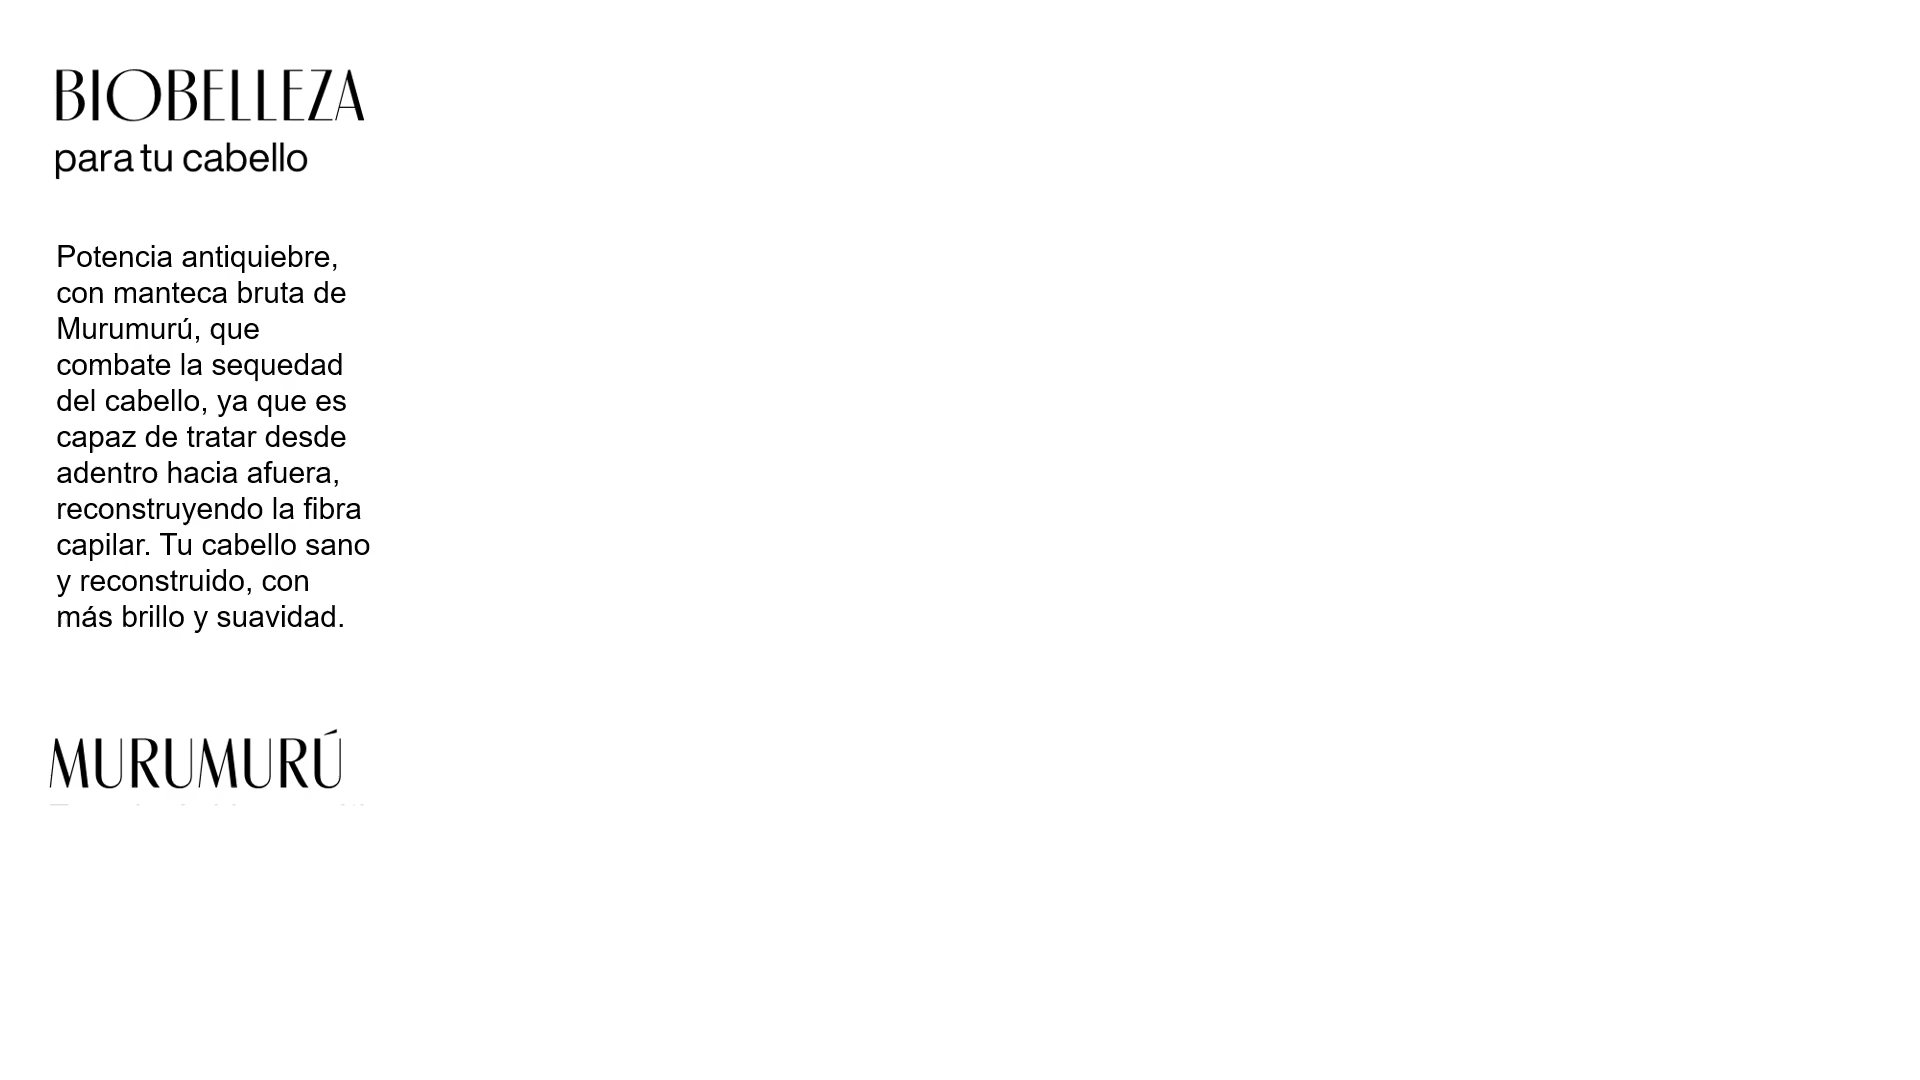 BIOBELLEZA
para tu cabello
Potencia antiquiebre,
con manteca bruta de
Murumurú, que
combate la sequedad
del cabello, ya que es
capaz de tratar desde
adentro hacia afuera,
reconstruyendo la fibra
capilar. Tu cabello sano
y reconstruido, con
más brillo y suavidad.
MURUMURÚ